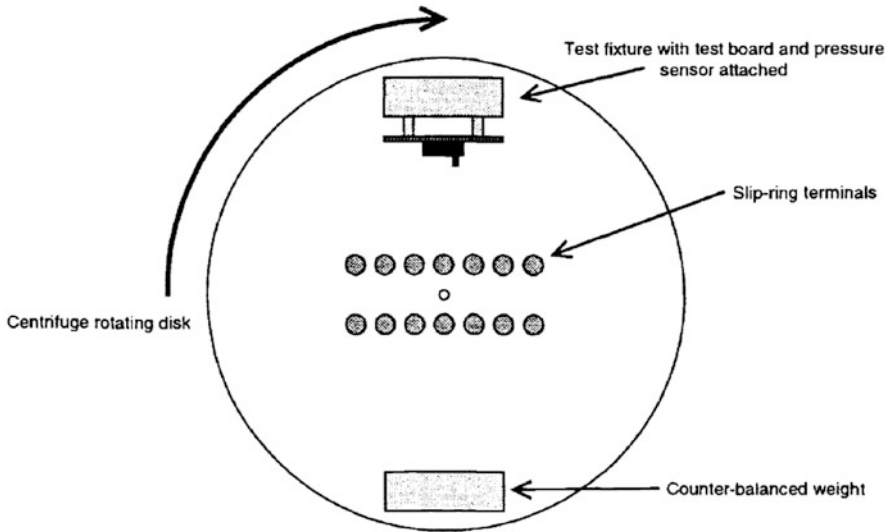 Test fixture with test board and pressure
sensor attached
Slip-ring terminals
Centrifuge rotating disk
Counter-balanced weight